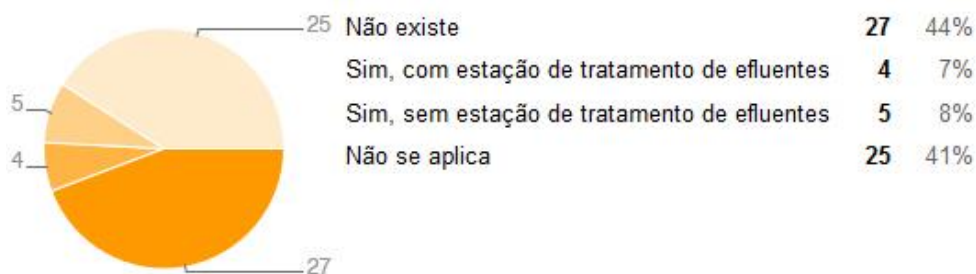 25 Não existe 27 44%
Sim, com estação de tratamento de efluentes 4 7%
5 Sim, sem estação de tratamento de efluentes 5 8%
4 Não se aplica 25 41%
27